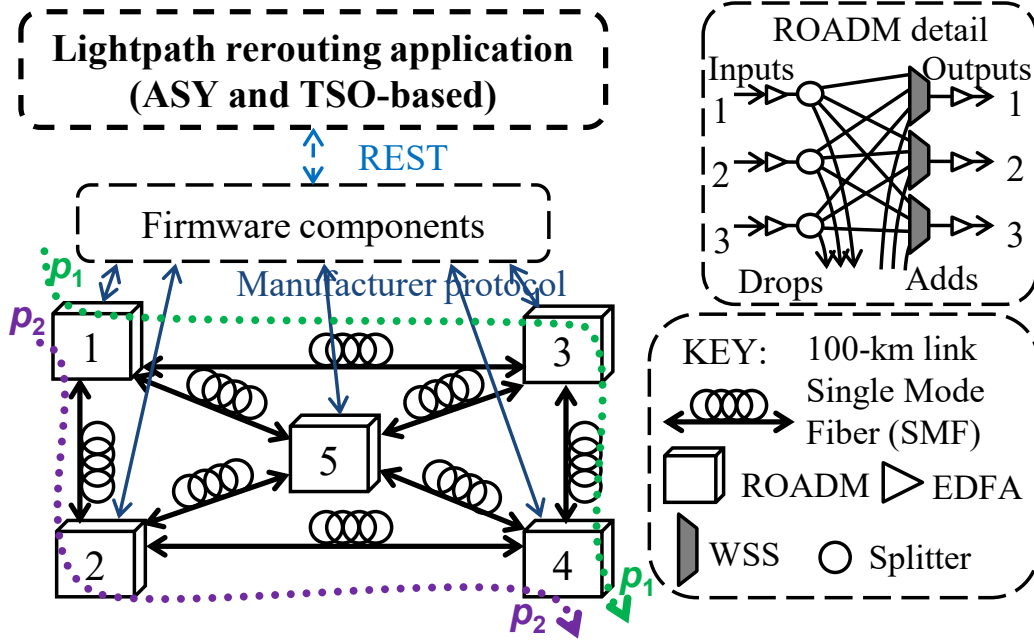 Lightpath rerouting application
(ASY and TSO-based)
REST
Firmware components
Manufacturer protocol
p1
p2
1
3
5
2
4
p2
p1
ROADM detail
Inputs
Outputs
1
1
2
2
3
3
Drops
Adds
KEY:
100-km link
Single Mode
Fiber (SMF)
ROADM
EDFA
WSS
Splitter